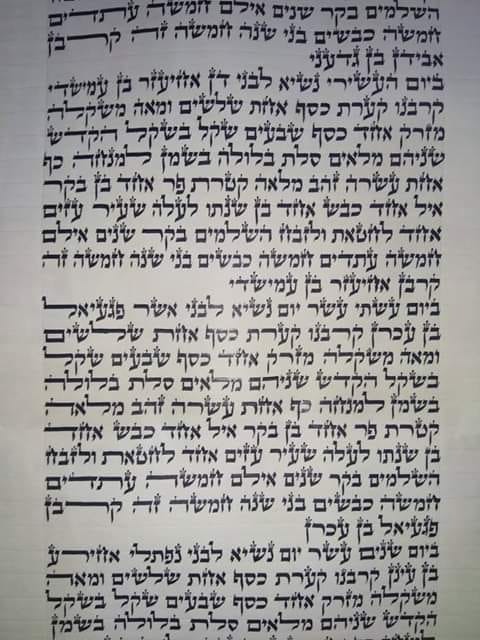 השלמים בקר שנים אילם חמשה עתדים
חמשה כבשים בני שנה חמשה זה קרבן
אבידן בן גדעני
ביום העשירי נשיא לבני דן אחיעזר בן עמישדי
קרבנו קערת כסף אחת שלשים ומאה משקלה
מזרק אחד כסף שבעים שקל בשקל הקדש
שניהם מלאים סלת בלולה בשמן למנחה כף
אחת עשרה זהב מלאה קטרת פר אחד בן בקר
איל אחד כבש אחד בן שנתו לעלה שעיר עזים
אחד לחטאת ולזבח השלמים בקר שנים אילם
חמשה עתדים חמשה כבשים בני שנה חמשה זה
קרבן אחיעזר בן עמישדי
ביום עשתי עשר יום נשיא לבני אשר פגעיאל
בן עכרן קרבנו קערת כסף אחת שלשים
ומאה משקלה מזרק אחד כסף שבעים שקל
בשקל הקדש שניהם מלאים סלת בלולה
בשמן למנחה כף אחת עשרה זהב מלאה
קטרת פר אחד בן בקר איל אחד כבש אחד
בן שנתו לעלה שעיר עזים אחד לחטאת ולזבח
השלמים בקר שנים אילם חמשה עתדים
חמשה כבשים בני שנה חמשה זה קרבן
פגעיאל בן עכרן
ביום שנים עשר יום נשיא לבני נפתלי אחירע
בן עינן קרבנו קערת כסף אחת שלשים ומאה
משקלה מזרק אחד כסף שבעים שקל בשקל
הקדש שניהם מלאים סלת בלולה בשמן